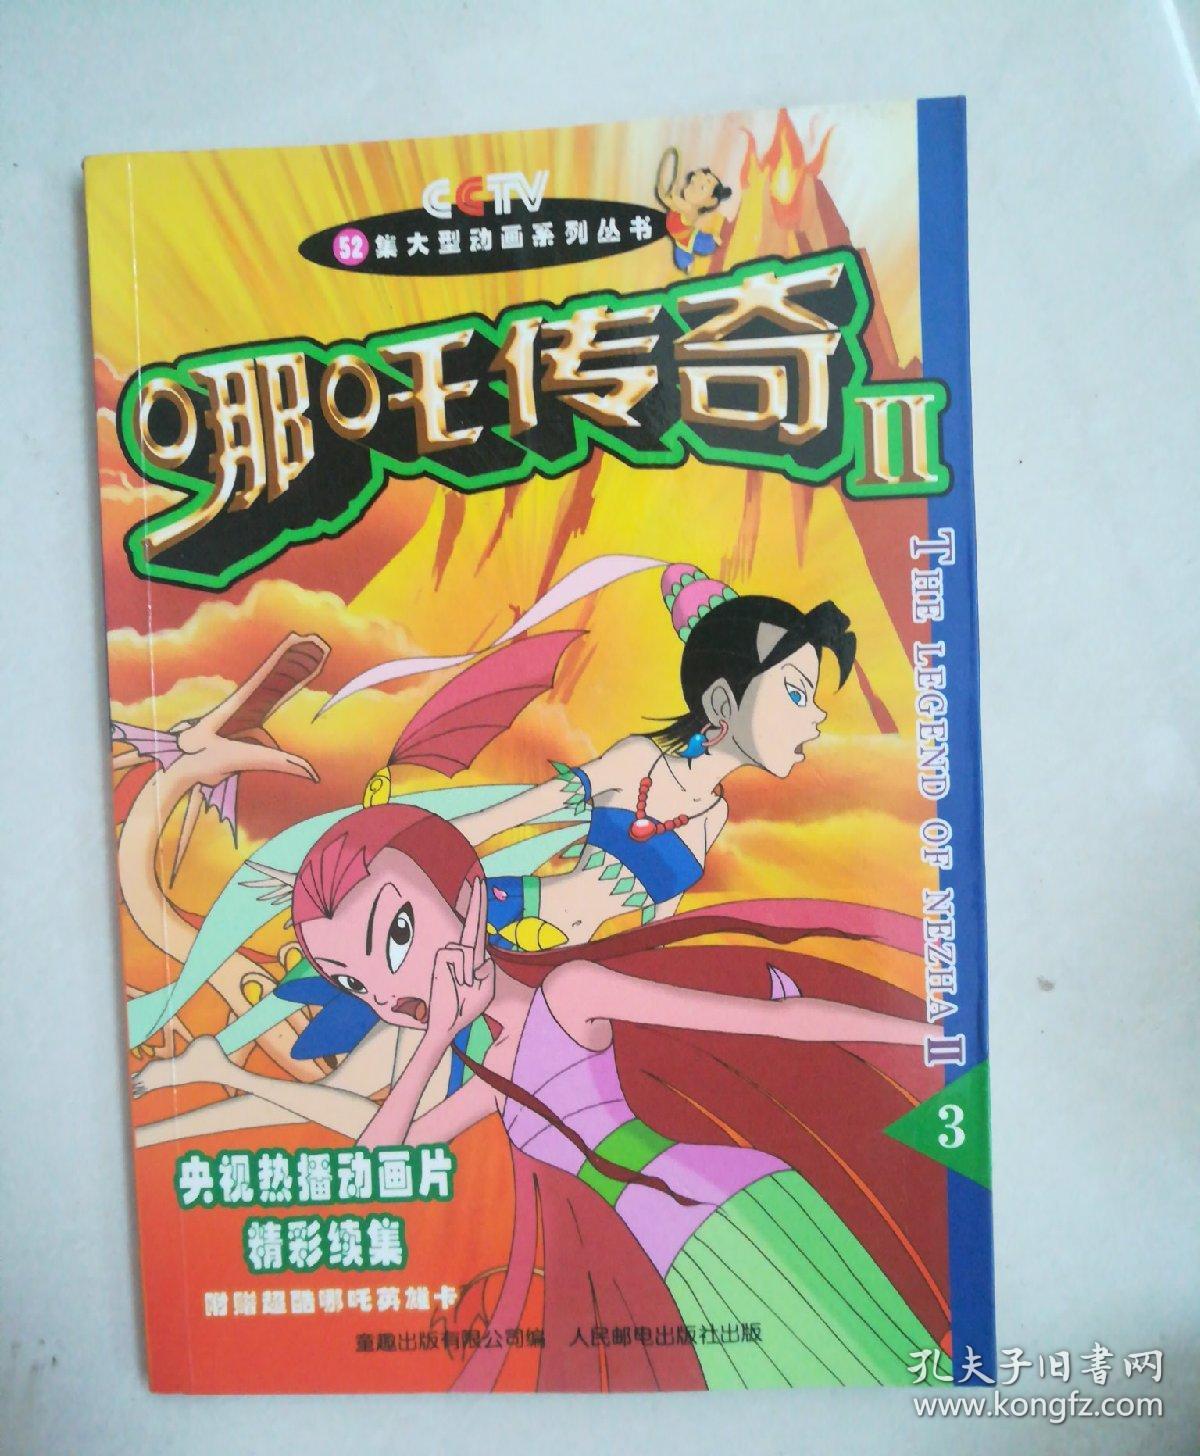 CCTV
52集大型动画系列丛书
哪吒传奇II
THE LEGEND OF NEZHA II
3
央视热播动画片
精彩续集
附赠超酷哪吒英雄卡
童趣出版有限公司编 人民邮电出版社出版
孔夫子旧书网
www.kongfz.com